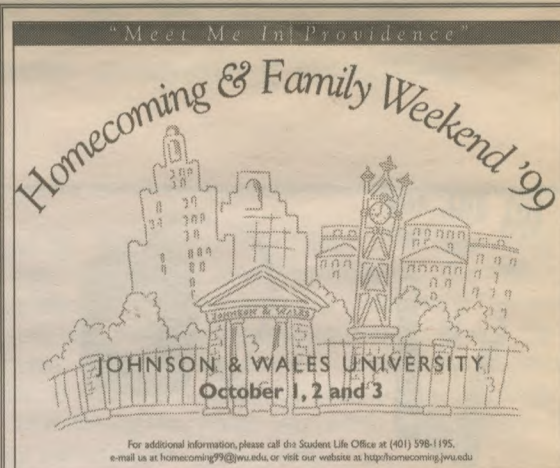 "Meet Me In Providence"
Homecoming & Family Weekend '99
JOHNSON & WALES
JOHNSON & WALES UNIVERSITY
October 1, 2 and 3
For additional information, please call the Student Life Office at (401) 598-1195,
e-mail us at homecoming99@jwu.edu, or visit our website at http/homecoming.jwu.edu